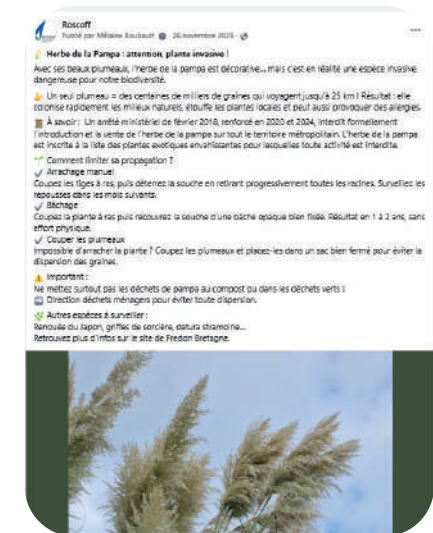 Roscoff
Publié par Mélaine Rouxault · 26 novembre 2025 ·
Herbe de la Pampa : attention, plante invasive !
Avec ses beaux plumeaux, l'herbe de la pampa est décorative... mais c'est en réalité une espèce invasive
dangereuse pour notre biodiversité.
👉 Un seul plumeau = des centaines de milliers de graines qui voyagent jusqu'à 25 km ! Résultat : elle
colonise rapidement les milieux naturels, étouffe les plantes locales et peut aussi provoquer des allergies.
À savoir : Un arrêté ministériel de février 2018, renforcé en 2020 et 2024, interdit formellement
l'introduction et la vente de l'herbe de la pampa sur tout le territoire métropolitain. L'herbe de la pampa
est inscrite à la liste des plantes exotiques envahissantes pour lesquelles toute activité est interdite.
🌱 Comment limiter sa propagation ?
✔ Arrachage manuel
Coupez les tiges à ras, puis déterrez la souche en retirant progressivement toutes les racines. Surveillez les
repousses dans les mois suivants.
✔ Bâchage
Coupez la plante à ras puis recouvrez la souche d'une bâche opaque bien fixée. Résultat en 1 à 2 ans, sans
effort physique.
✔ Couper les plumeaux
Impossible d'arracher la plante ? Coupez les plumeaux et placez-les dans un sac bien fermé pour éviter la
dispersion des graines.
⚠ Important :
Ne mettez surtout pas les déchets de pampa au compost ou dans les déchets verts !
➡ Direction déchets ménagers pour éviter toute dispersion.
🌿 Autres espèces à surveiller :
Renouée du Japon, griffes de sorcière, datura stramoine...
Retrouvez plus d'infos sur le site de Fredon Bretagne.